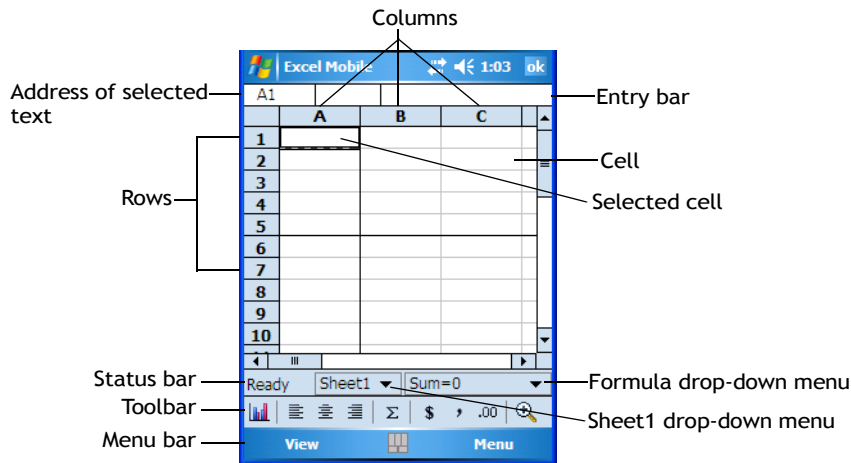 Columns
Excel Mobile 1:03 ok
Address of selected text
A1
Entry bar
A B C
1
2
3
4
5
6
7
8
9
10
Rows
Cell
Selected cell
Status bar
Ready Sheet1 Sum=0
Formula drop-down menu
Toolbar
Σ $ , .00
Sheet1 drop-down menu
Menu bar
View Menu